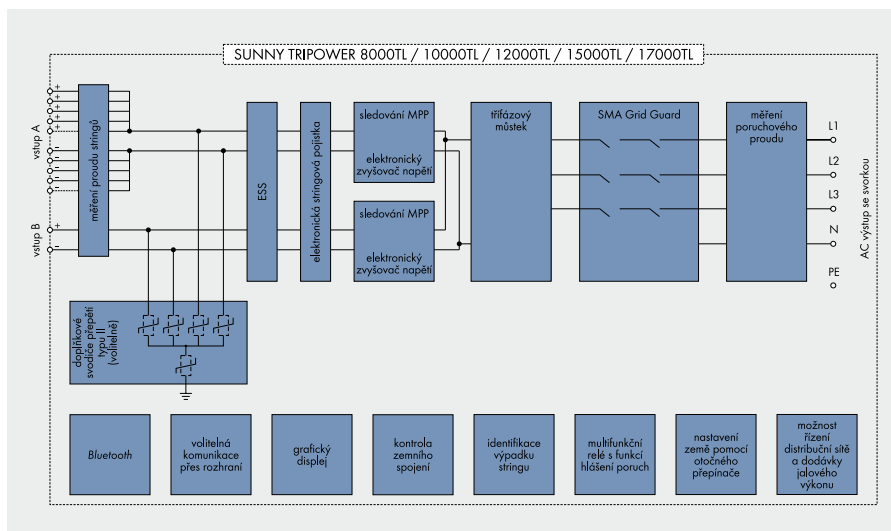 SUNNY TRIPOWER 8000TL / 10000TL / 12000TL / 15000TL / 17000TL
vstup A
+
+
+
+
+
–
–
–
–
–
vstup B
+
–
měření proudu stringů
ESS
elektronická stringová pojistka
sledování MPP
elektronický
zvyšovač napětí
sledování MPP
elektronický
zvyšovač napětí
třífázový
můstek
SMA Grid Guard
měření
poruchového
proudu
L1
L2
L3
N
PE
AC výstup se svorkou
doplňkové
svodiče přepětí
typu II
(volitelně)
Bluetooth
volitelná
komunikace
přes rozhraní
grafický
displej
kontrola
zemního
spojení
identifikace
výpadku
stringu
multifunkční
relé s funkcí
hlášení poruch
nastavení
země pomocí
otočného
přepínače
možnost
řízení
distribuční sítě
a dodávky
jalového
výkonu